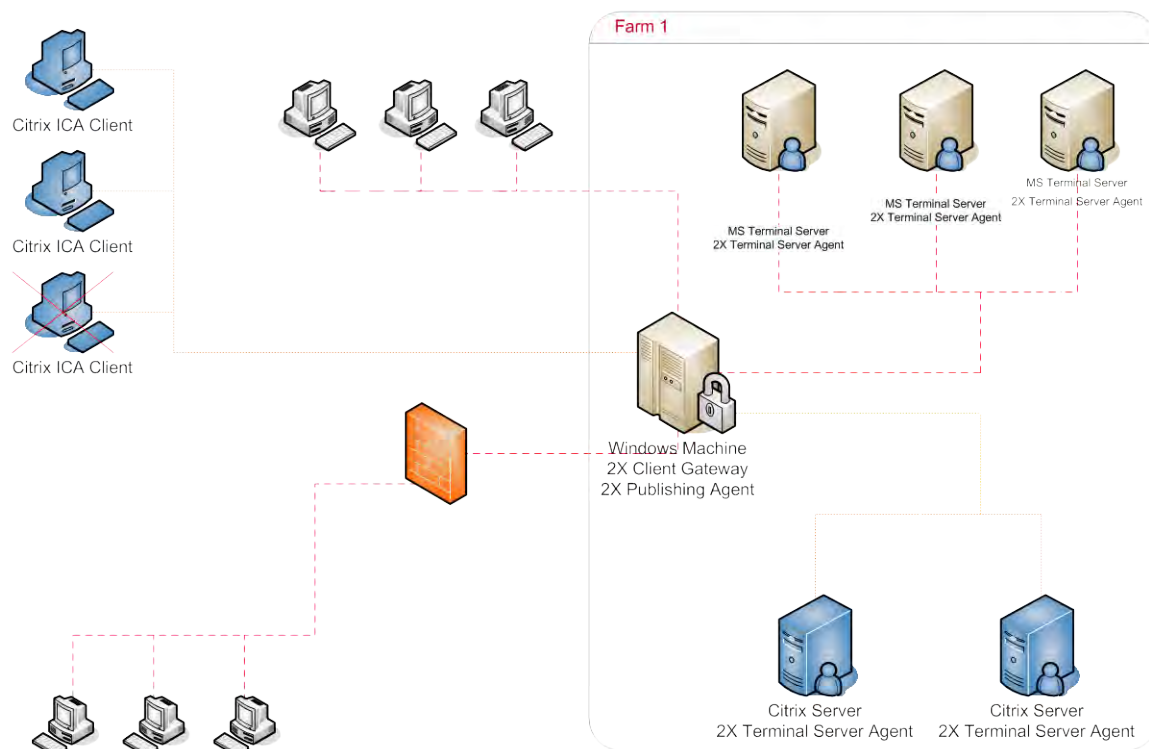 Farm 1
Citrix ICA Client
Citrix ICA Client
Citrix ICA Client
MS Terminal Server
2X Terminal Server Agent
MS Terminal Server
2X Terminal Server Agent
MS Terminal Server
2X Terminal Server Agent
Windows Machine
2X Client Gateway
2X Publishing Agent
Citrix Server
2X Terminal Server Agent
Citrix Server
2X Terminal Server Agent